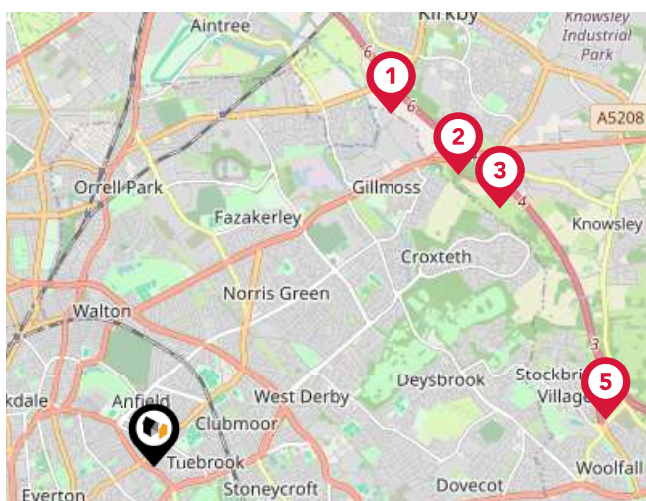 Kirkby
Aintree
Knowsley
Industrial
Park
6
1
6
A5208
2
3
Orrell Park
Gillmoss
4
Fazakerley
Knowsley
Croxteth
Norris Green
Walton
3
Deysbrook
Stockbri
Village
5
West Derby
kdale
Anfield
Clubmoor
Tuebrook
Woolfall
Everton
Stoneycroft
Dovecot